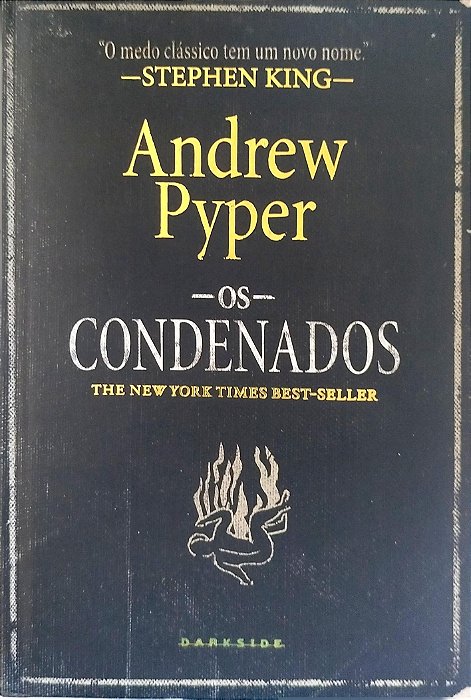 "O medo clássico tem um novo nome."
—STEPHEN KING—
Andrew
Pyper
—OS—
CONDENADOS
THE NEW YORK TIMES BEST-SELLER
DARKSIDE